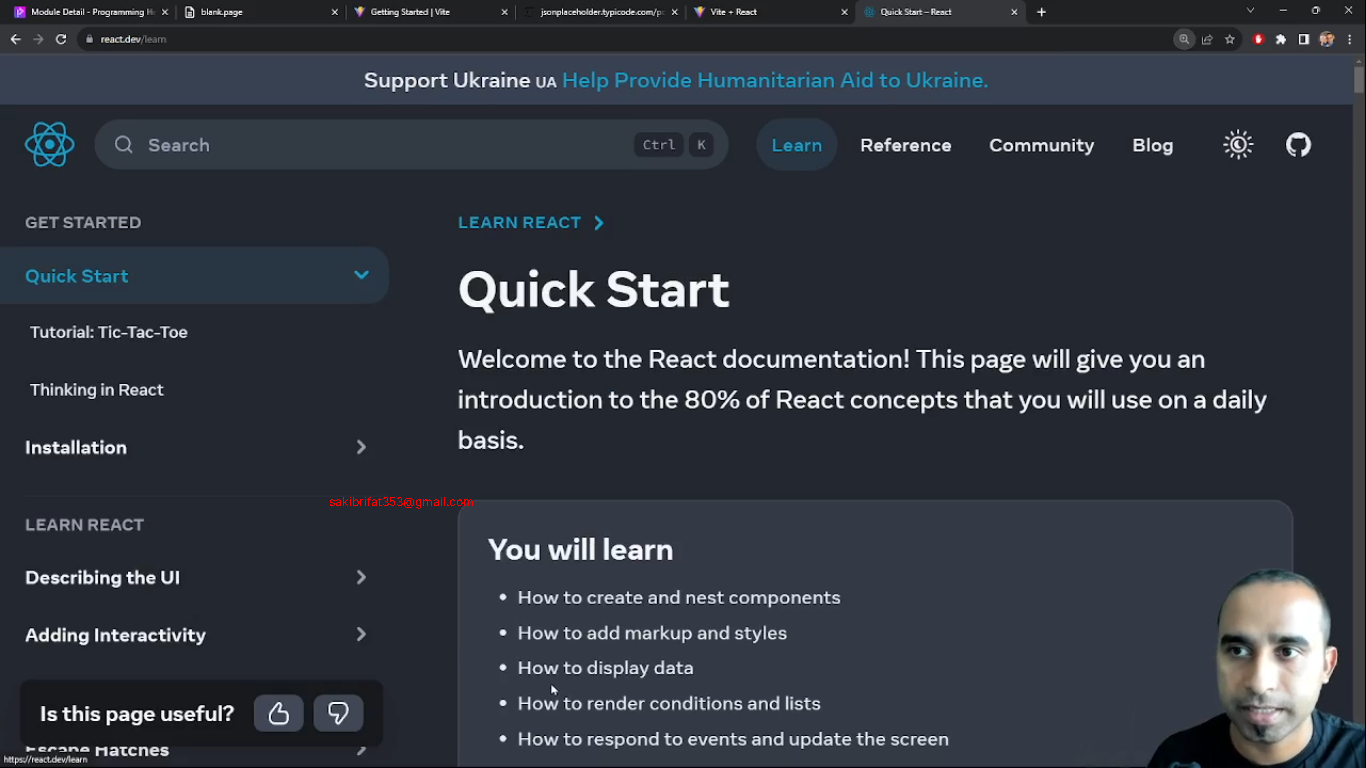 Module Detail - Programming H
blank.page
Getting Started | Vite
jsonplaceholder.typicode.com/po
Vite + React
Quick Start – React
react.dev/learn
Support Ukraine UA Help Provide Humanitarian Aid to Ukraine.
Search
Ctrl K
Learn
Reference
Community
Blog
GET STARTED
Quick Start
Tutorial: Tic-Tac-Toe
Thinking in React
Installation
LEARN REACT
Describing the UI
Adding Interactivity
Escape Hatches
Is this page useful?
https://react.dev/learn
sakibrifat353@gmail.com
LEARN REACT
Quick Start
Welcome to the React documentation! This page will give you an
introduction to the 80% of React concepts that you will use on a daily
basis.
You will learn
• How to create and nest components
• How to add markup and styles
• How to display data
• How to render conditions and lists
• How to respond to events and update the screen